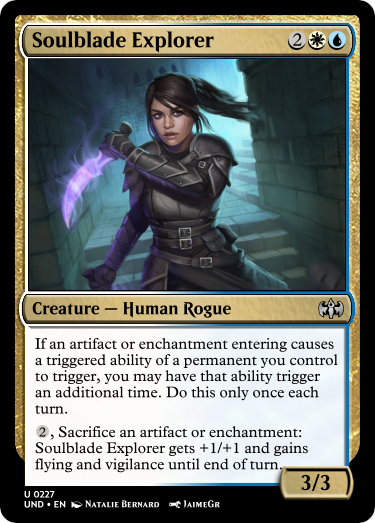 Soulblade Explorer 2
Creature — Human Rogue
If an artifact or enchantment entering causes
a triggered ability of a permanent you control
to trigger, you may have that ability trigger
an additional time. Do this only once each
turn.
2, Sacrifice an artifact or enchantment:
Soulblade Explorer gets +1/+1 and gains
flying and vigilance until end of turn.
3/3
U 0227
UND • EN Natalie Bernard JaimeGr